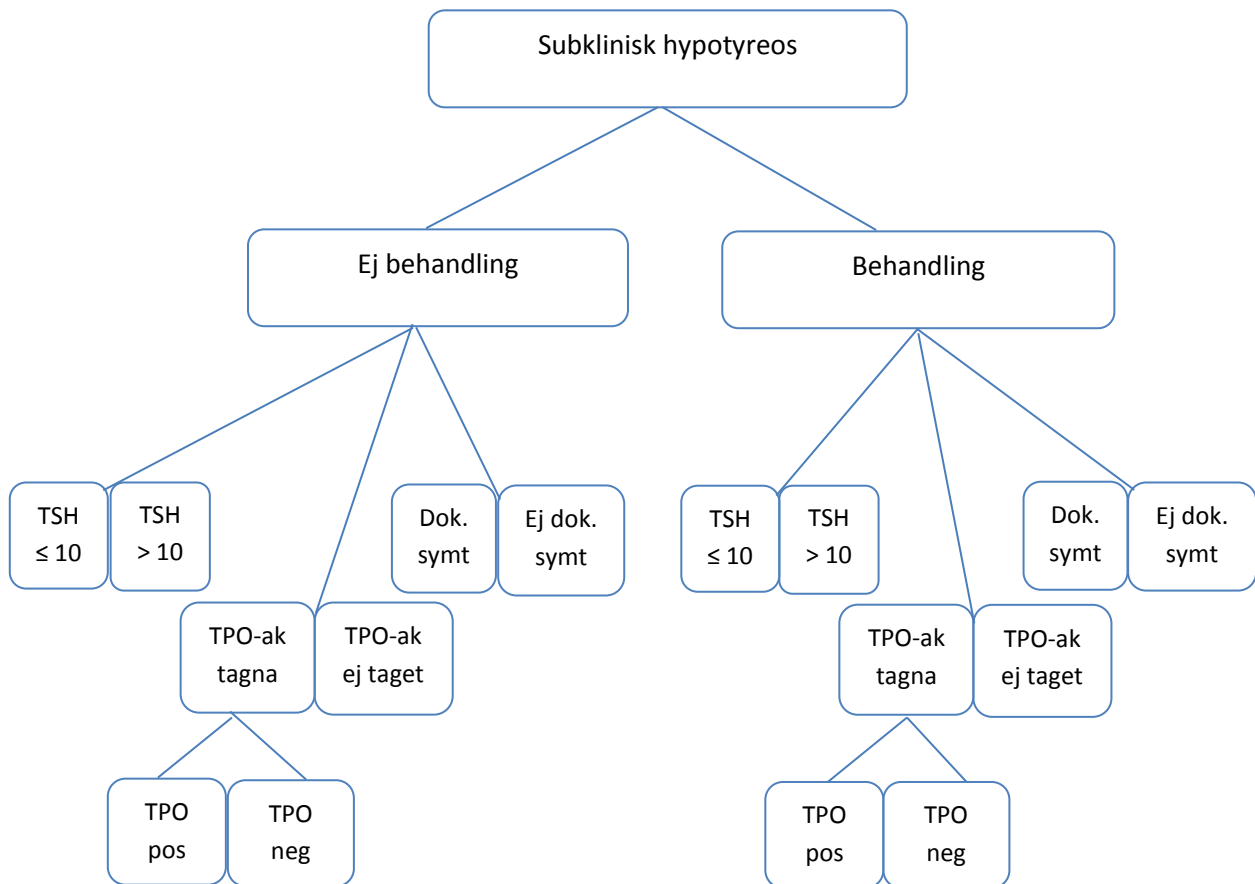 Subklinisk hypotyreos
Ej behandling
Behandling
TSH
≤ 10
TSH
> 10
Dok.
symt
Ej dok.
symt
TSH
≤ 10
TSH
> 10
Dok.
symt
Ej dok.
symt
TPO-ak
tagna
TPO-ak
ej taget
TPO-ak
tagna
TPO-ak
ej taget
TPO
pos
TPO
neg
TPO
pos
TPO
neg